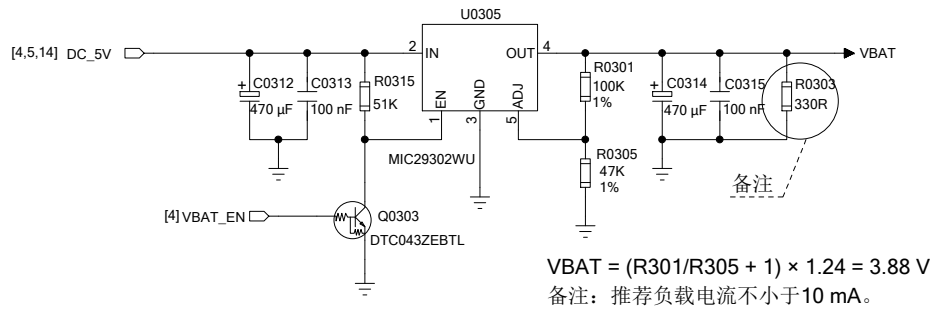 U0305
[4,5,14] DC_5V
2
IN
OUT
4
VBAT
C0312
470 µF
C0313
100 nF
R0315
51K
EN
GND
ADJ
1
3
5
MIC29302WU
R0301
100K
1%
R0305
47K
1%
C0314
470 µF
C0315
100 nF
R0303
330R
备注
[4] VBAT_EN
Q0303
DTC043ZEBTL
VBAT = (R301/R305 + 1) × 1.24 = 3.88 V
备注：推荐负载电流不小于10 mA。